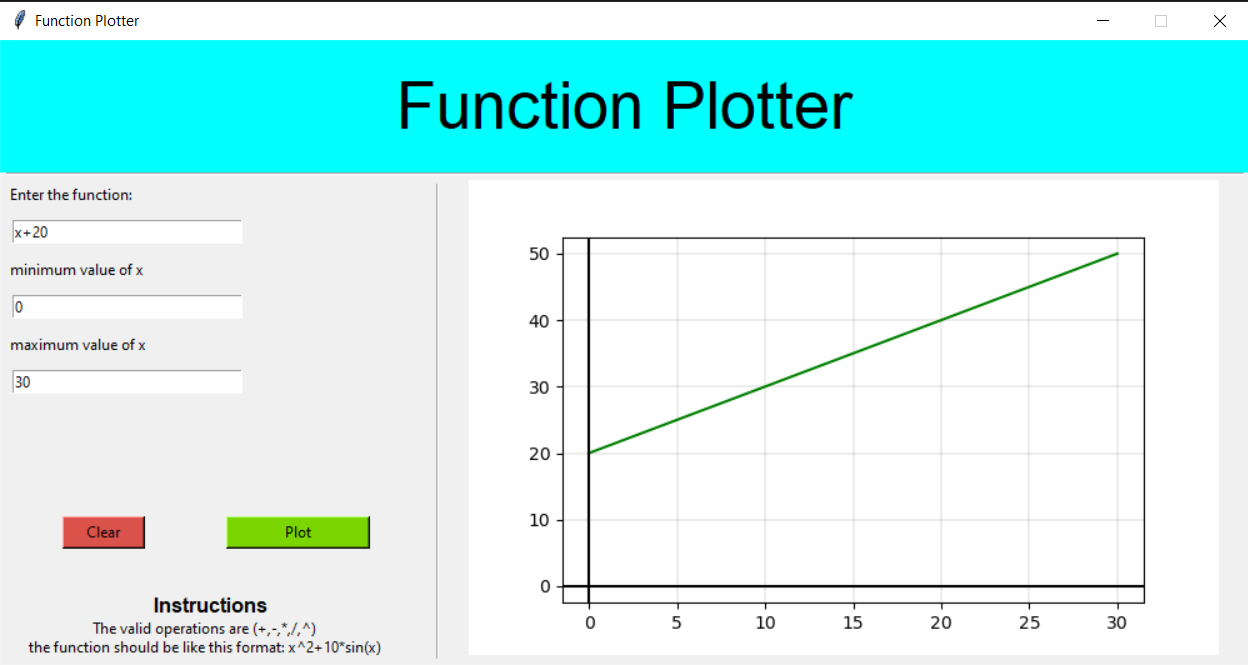 Function Plotter
Function Plotter
Enter the function:
x+20
minimum value of x
0
maximum value of x
30
Clear
Plot
Instructions
The valid operations are (+,-,*,/,^)
the function should be like this format: x^2+10*sin(x)
50
40
30
20
10
0
0 5 10 15 20 25 30